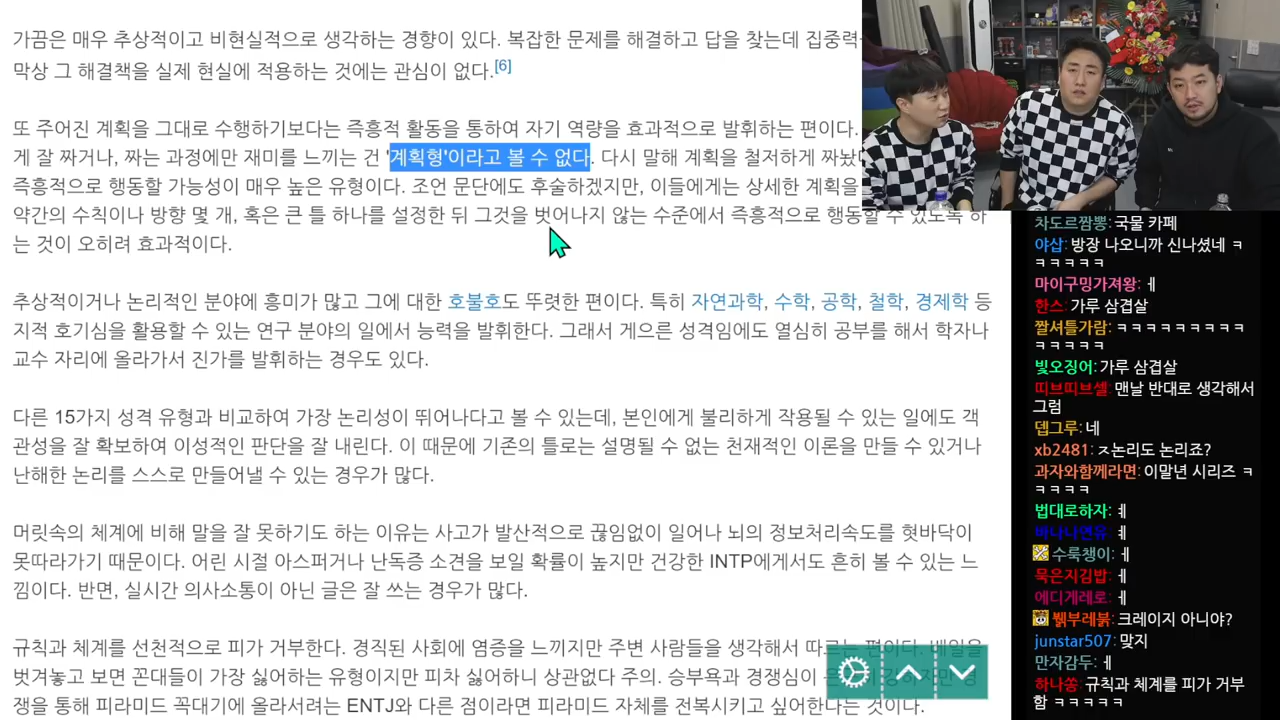 가끔은 매우 추상적이고 비현실적으로 생각하는 경향이 있다. 복잡한 문제를 해결하고 답을 찾는데 집중력
막상 그 해결책을 실제 현실에 적용하는 것에는 관심이 없다.[6]
또 주어진 계획을 그대로 수행하기보다는 즉흥적 활동을 통하여 자기 역량을 효과적으로 발휘하는 편이다.
게 잘 짜거나, 짜는 과정에만 재미를 느끼는 건 '계획형'이라고 볼 수 없다. 다시 말해 계획을 철저하게 짜놨
즉흥적으로 행동할 가능성이 매우 높은 유형이다. 조언 문단에도 후술하겠지만, 이들에게는 상세한 계획을
약간의 수칙이나 방향 몇 개, 혹은 큰 틀 하나를 설정한 뒤 그것을 벗어나지 않는 수준에서 즉흥적으로 행동할 수 있도록 하
는 것이 오히려 효과적이다.
추상적이거나 논리적인 분야에 흥미가 많고 그에 대한 호불호도 뚜렷한 편이다. 특히 자연과학, 수학, 공학, 철학, 경제학 등
지적 호기심을 활용할 수 있는 연구 분야의 일에서 능력을 발휘한다. 그래서 게으른 성격임에도 열심히 공부를 해서 학자나
교수 자리에 올라가서 진가를 발휘하는 경우도 있다.
다른 15가지 성격 유형과 비교하여 가장 논리성이 뛰어나다고 볼 수 있는데, 본인에게 불리하게 작용될 수 있는 일에도 객
관성을 잘 확보하여 이성적인 판단을 잘 내린다. 이 때문에 기존의 틀로는 설명될 수 없는 천재적인 이론을 만들 수 있거나
난해한 논리를 스스로 만들어낼 수 있는 경우가 많다.
머릿속의 체계에 비해 말을 잘 못하기도 하는 이유는 사고가 발산적으로 끊임없이 일어나 뇌의 정보처리속도를 혓바닥이
못따라가기 때문이다. 어린 시절 아스퍼거나 난독증 소견을 보일 확률이 높지만 건강한 INTP에게서도 흔히 볼 수 있는 느
낌이다. 반면, 실시간 의사소통이 아닌 글은 잘 쓰는 경우가 많다.
규칙과 체계를 선천적으로 피가 거부한다. 경직된 사회에 염증을 느끼지만 주변 사람들을 생각해서 따르는 편이다. 베일을
벗겨놓고 보면 꼰대들이 가장 싫어하는 유형이지만 피차 싫어하니 상관없다 주의. 승부욕과 경쟁심이 은 강하지만 경
쟁을 통해 피라미드 꼭대기에 올라서려는 ENTJ와 다른 점이라면 피라미드 자체를 전복시키고 싶어한다는 것이다.
차도르짬뽕: 국물 카페
야삽: 방장 나오니까 신나셨네 ㅋ
ㅋㅋㅋㅋㅋ
마이구밍가져왕: ㅖ
한스: 가루 삼겹살
짤셔틀가람: ㅋㅋㅋㅋㅋㅋㅋㅋㅋ
ㅋㅋㅋㅋㅋ
빛오징어: 가루 삼겹살
띠브띠브셀: 맨날 반대로 생각해서
그림
뎁그루: 네
xb2481: ㅈ논리도 논리죠?
과자와함께라면: 이말년 시리즈 ㅋ
ㅋㅋㅋㅋ
법대로하자: ㅖ
바나나연유: ㅖ
수룩챙이: ㅖ
묵은지김밥: ㅖ
에디게레로: ㅖ
쀍부레붉: 크레이지 아니야?
junstar507: 맞지
만자감두: ㅖ
하나쏭: 규칙과 체계를 피가 거부
함 ㅋㅋㅋㅋㅋ